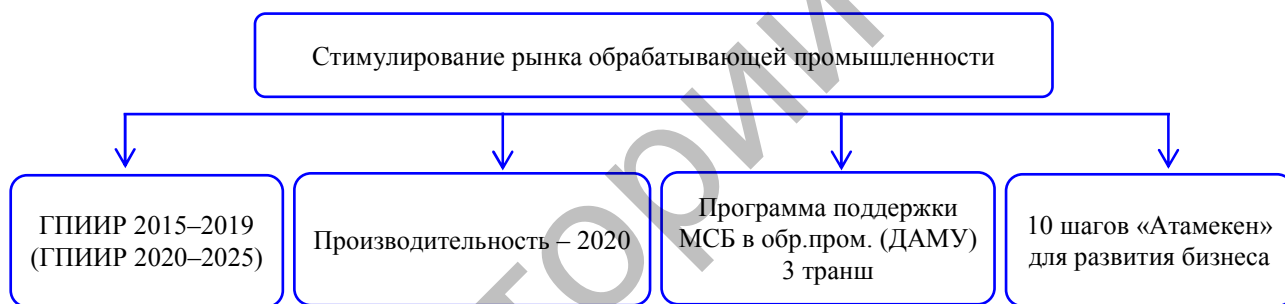 Стимулирование рынка обрабатывающей промышленности
ГПИИР 2015–2019
(ГПИИР 2020–2025)
Производительность – 2020
Программа поддержки
МСБ в обр.пром. (ДАМУ)
3 транш
10 шагов «Атамекен»
для развития бизнеса